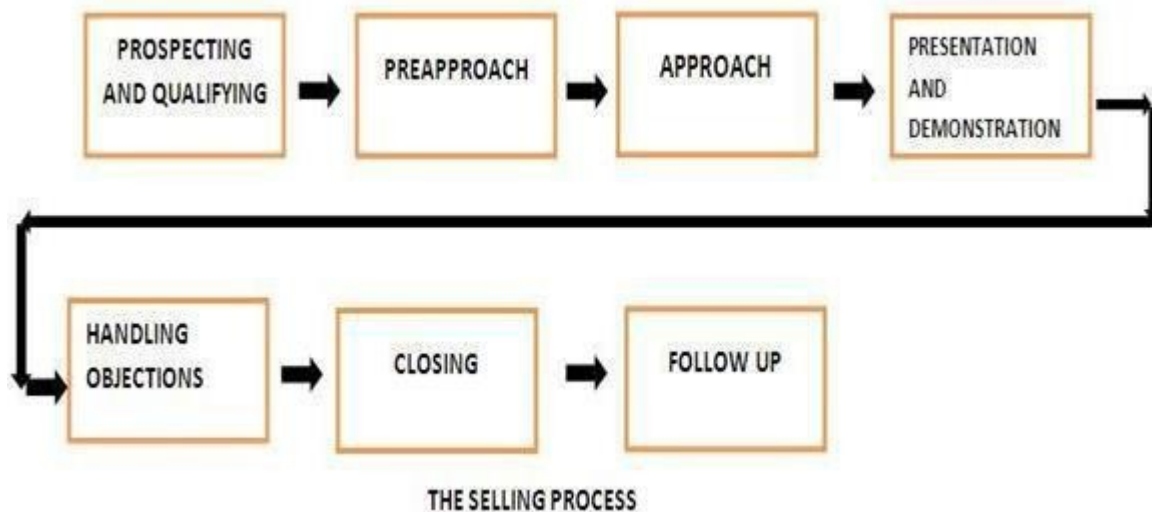 PROSPECTING
AND QUALIFYING
PREAPPROACH
APPROACH
PRESENTATION
AND
DEMONSTRATION
HANDLING
OBJECTIONS
CLOSING
FOLLOW UP
THE SELLING PROCESS